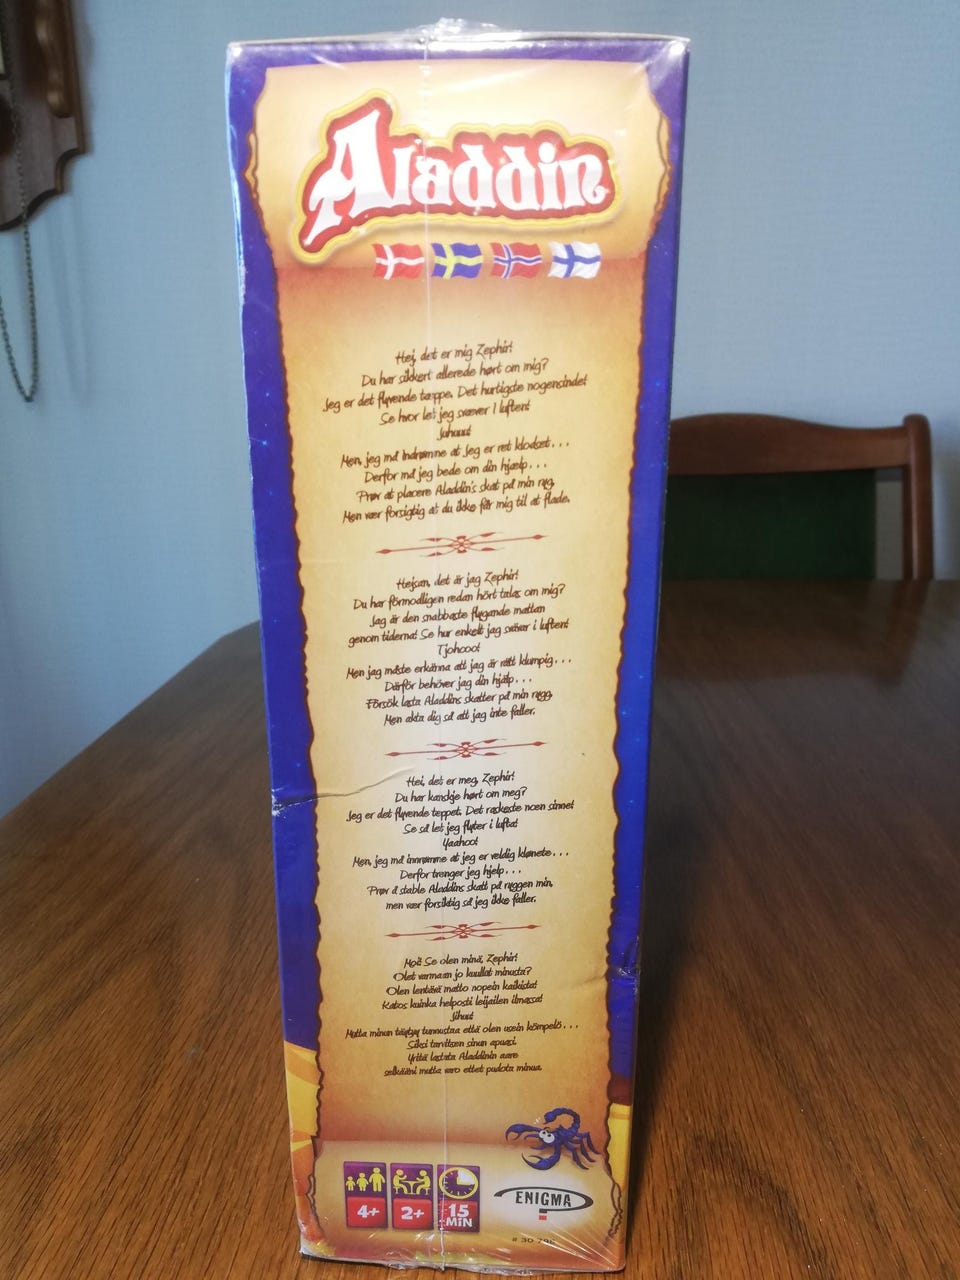 Aladdin
Hej, det er mig Zephir!
Du har sikkert allerede hørt om mig?
Jeg er det flyvende tæppe. Det hurtigste nogensinde!
Se hvor let jeg svæver i luften!
Juhuuu!
Men, jeg må indrømme at jeg er ret klodset...
Derfor må jeg bede om din hjælp...
Prøv at placere Aladdin's skat på min ryg,
Men vær forsigtig at du ikke får mig til at flade.
Hejsan, det är jag Zephir!
Du har förmodligen redan hört talas om mig?
Jag är den snabbaste flygande mattan
genom tiderna! Se hur enkelt jag svävar i luften!
Tjohooo!
Men jag måste erkänna att jag är rätt klumpig...
Därför behöver jag din hjälp...
Försök lasta Aladdins skatter på min rygg,
Men akta dig så att jag inte faller.
Hei, det er meg, Zephir!
Du har kanskje hørt om meg?
Jeg er det flyvende teppet. Det raskeste noen sinne!
Se så let jeg flyter i lufta!
Yaahoo!
Men, jeg må innrømme at jeg er veldig klønete...
Derfor trenger jeg hjelp...
Prøv å stable Aladdins skatt på ryggen min,
men vær forsiktig så jeg ikke faller.
Moi! Se olen minä, Zephir!
Olet varmaan jo kuullut minusta?
Olen lentävä matto nopein kaikista!
Katos kuinka helposti leijailen ilmassa!
Jihuu!
Mutta minun täytyy tunnustaa että olen usein kömpelö...
Siksi tarvitsen sinun apuasi.
Yritä lastata Aladdinin aare
selkääni mutta varo ettet pudota minua.
4+ 2+ 15 MIN
ENIGMA